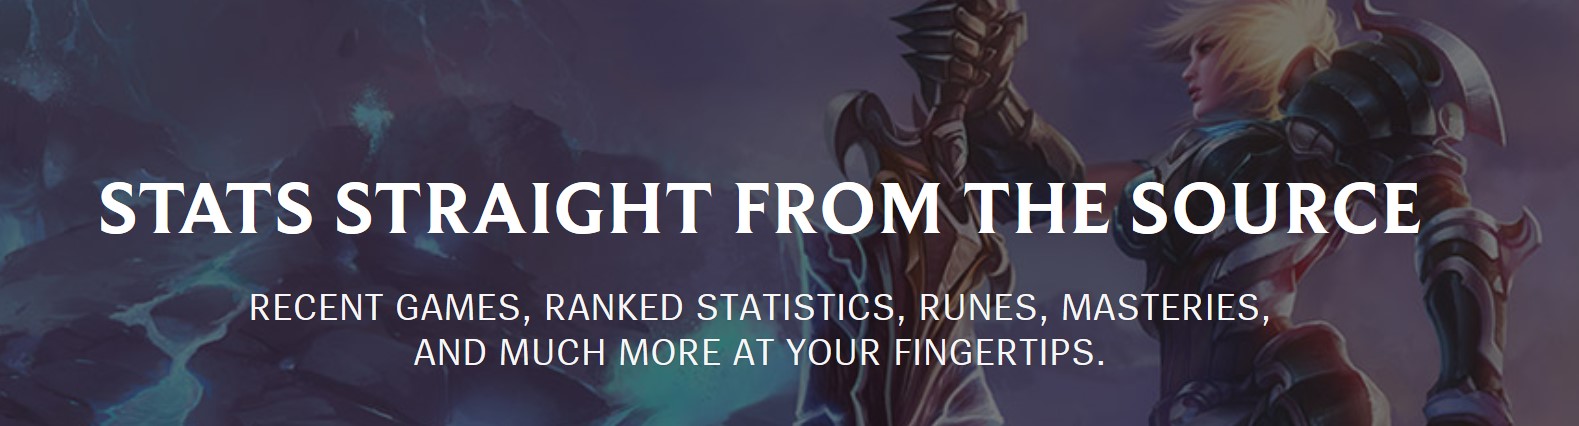 STATS STRAIGHT FROM THE SOURCE
RECENT GAMES, RANKED STATISTICS, RUNES, MASTERIES,
AND MUCH MORE AT YOUR FINGERTIPS.